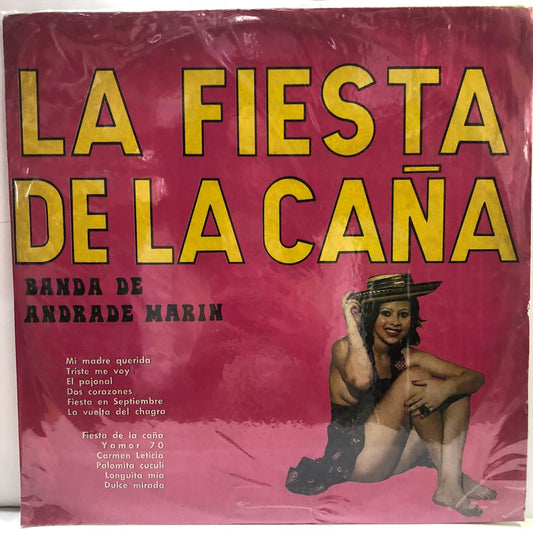 LA FIESTA
DE LA CAÑA
BANDA DE
ANDRADE MARIN
Mi madre querida
Triste me voy
El pajonal
Dos corazones
Fiesta en Septiembre
La vuelta del chagra
Fiesta de la caña
Yamor 70
Carmen Leticia
Palomita cuculi
Longuita mía
Dulce mirada